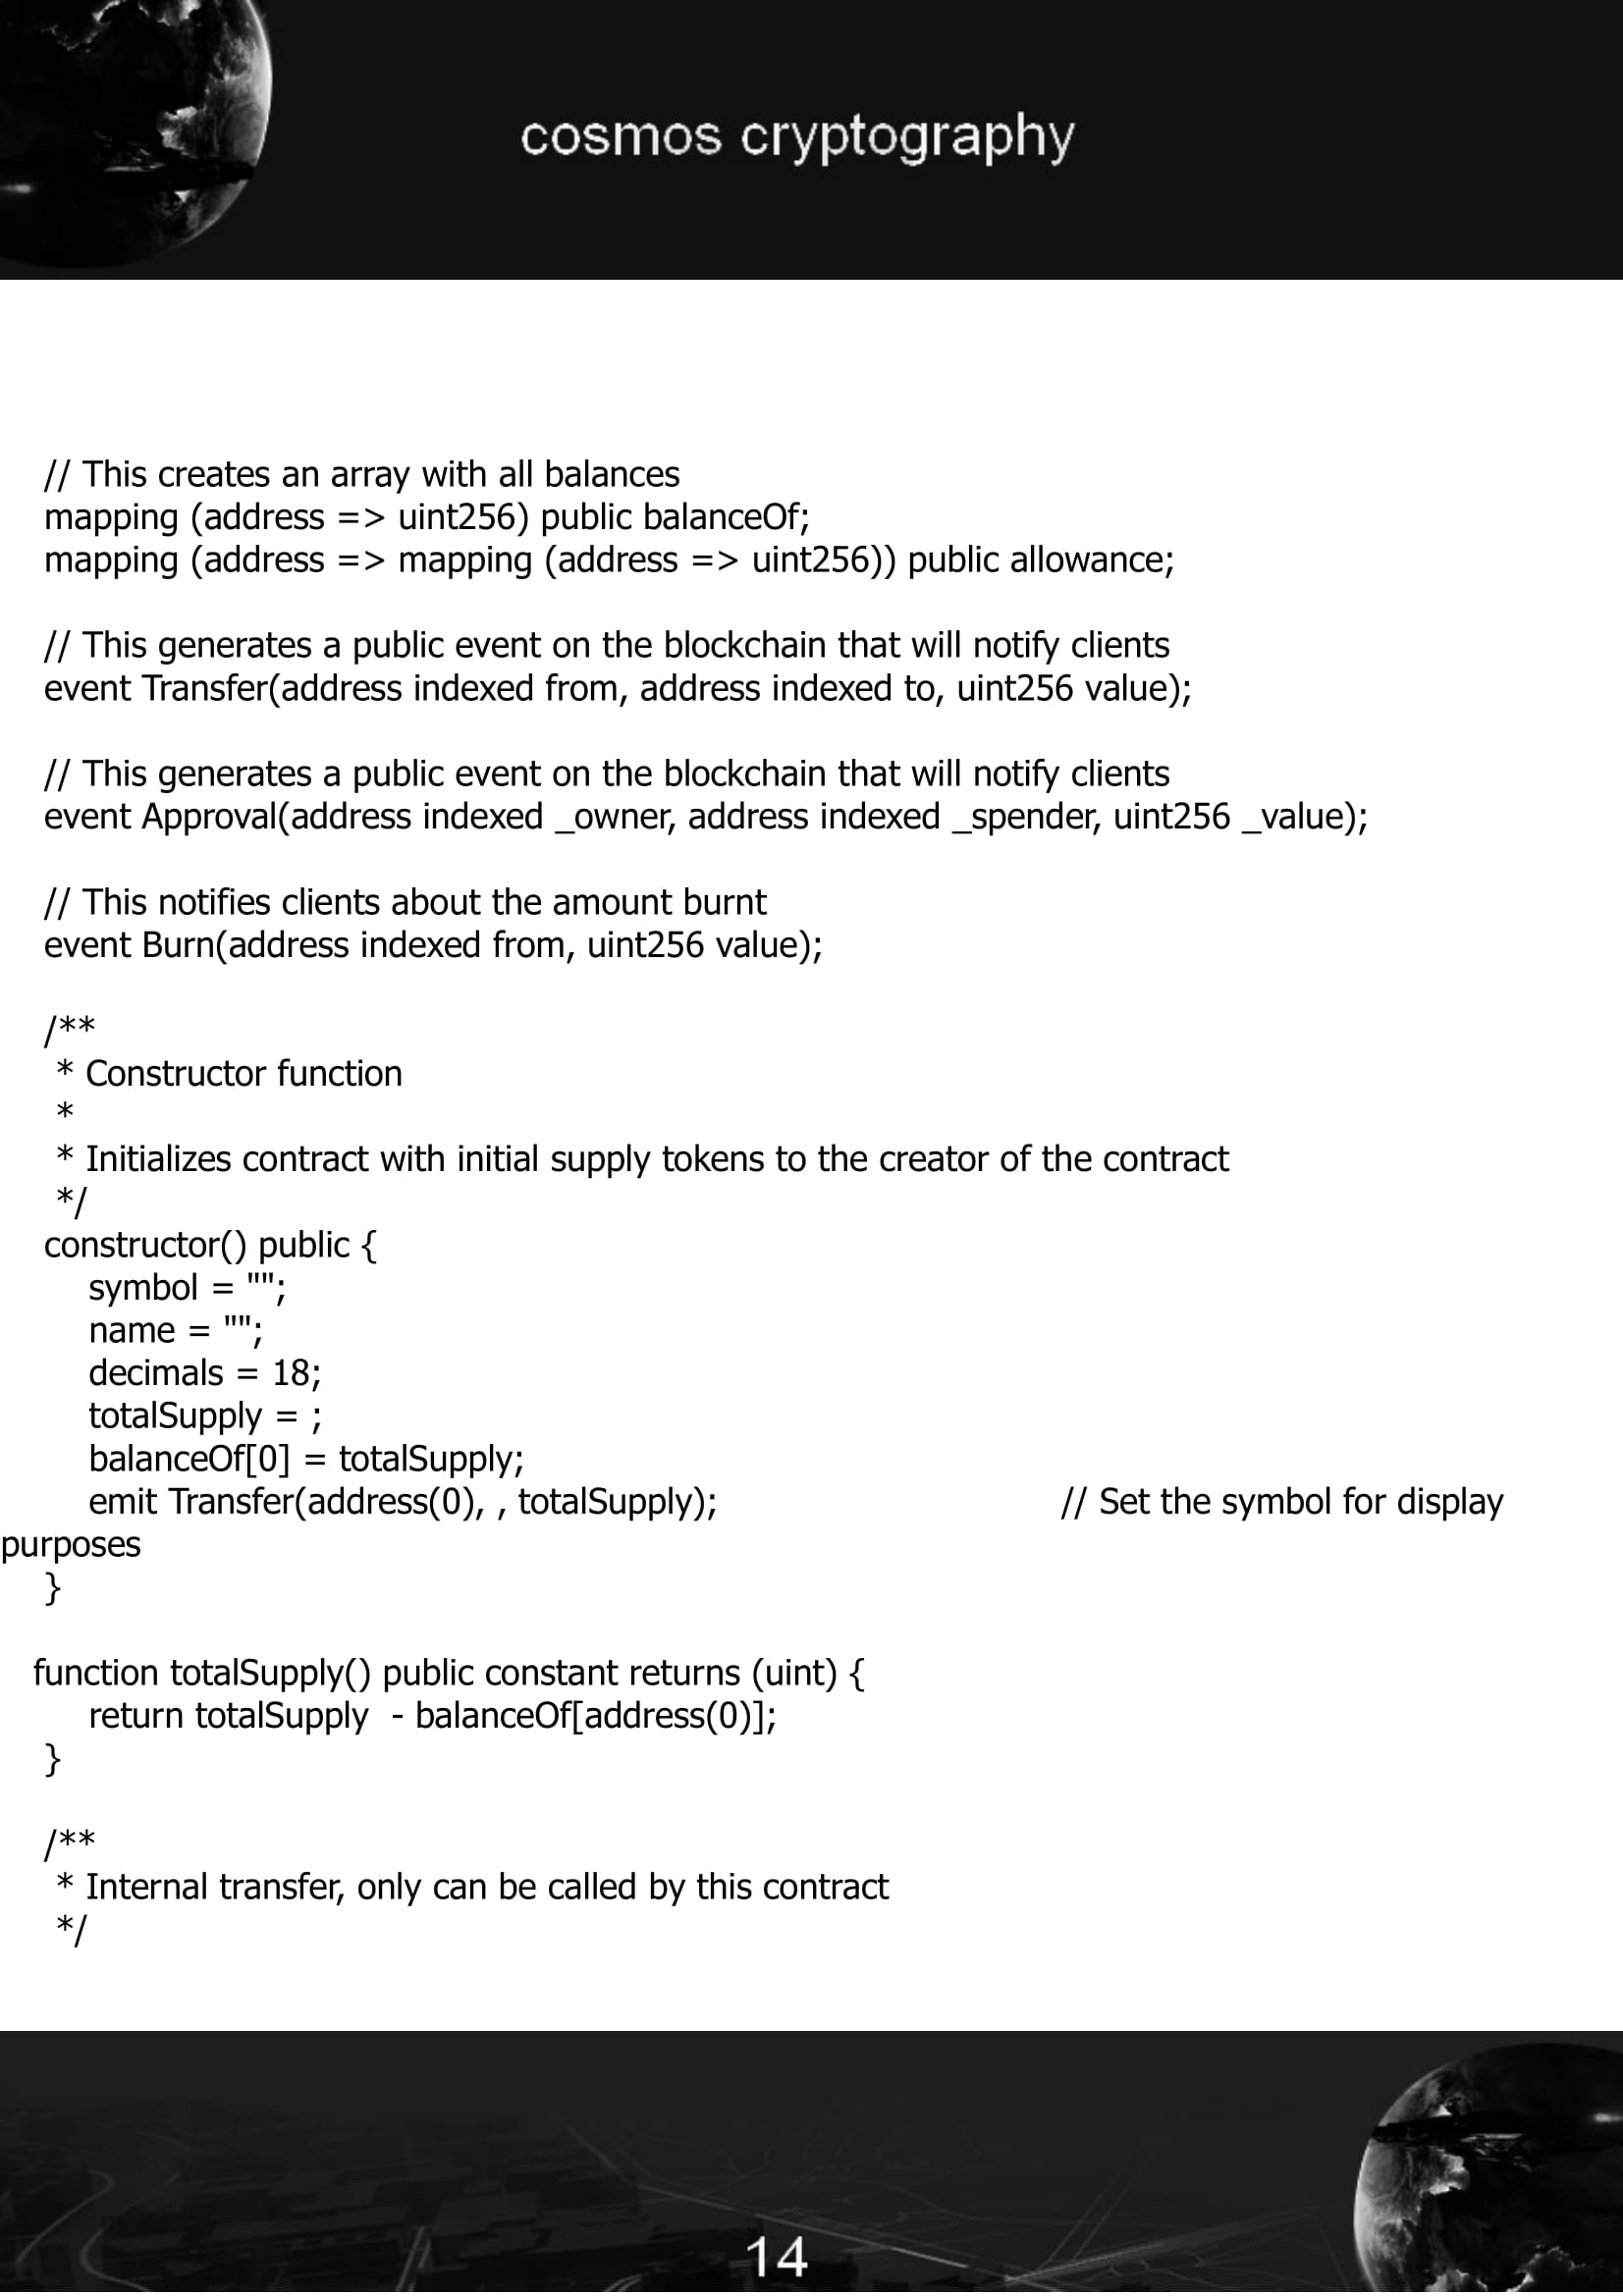 cosmos cryptography
// This creates an array with all balances
mapping (address => uint256) public balanceOf;
mapping (address => mapping (address => uint256)) public allowance;
// This generates a public event on the blockchain that will notify clients
event Transfer(address indexed from, address indexed to, uint256 value);
// This generates a public event on the blockchain that will notify clients
event Approval(address indexed _owner, address indexed _spender, uint256 _value);
// This notifies clients about the amount burnt
event Burn(address indexed from, uint256 value);
/**
* Constructor function
*
* Initializes contract with initial supply tokens to the creator of the contract
*/
constructor() public {
symbol = "";
name = "";
decimals = 18;
totalSupply = ;
balanceOf[0] = totalSupply;
emit Transfer(address(0), , totalSupply); // Set the symbol for display
purposes
}
function totalSupply() public constant returns (uint) {
return totalSupply  - balanceOf[address(0)];
}
/**
* Internal transfer, only can be called by this contract
*/
14